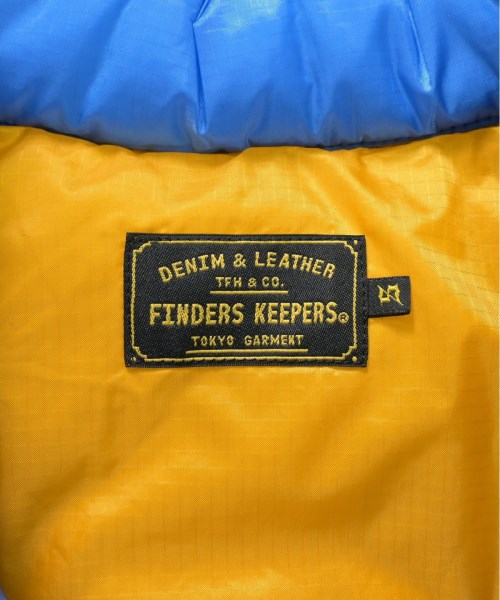 DENIM & LEATHER
TFH & CO.
FINDERS KEEPERS®
TOKYO GARMENT